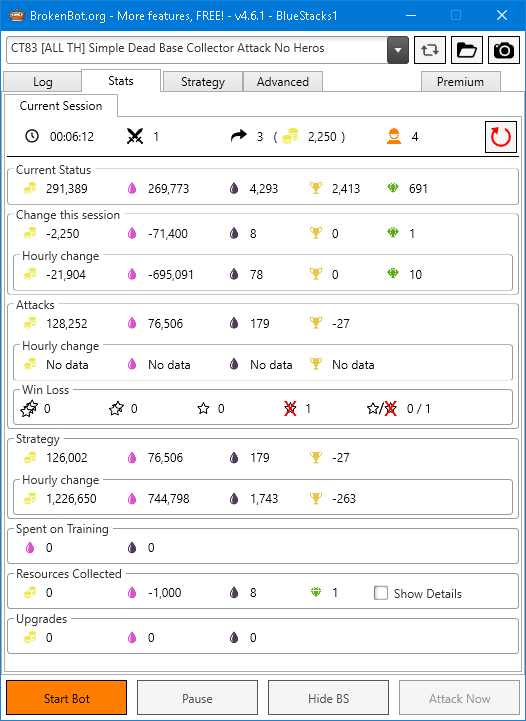 BrokenBot.org - More features, FREE! - v4.6.1 - BlueStacks1
CT83 [ALL TH] Simple Dead Base Collector Attack No Heros
Log Stats Strategy Advanced Premium
Current Session
00:06:12 1 3 ( 2,250 ) 4
Current Status
291,389 269,773 4,293 2,413 691
Change this session
-2,250 -71,400 8 0 1
Hourly change
-21,904 -695,091 78 0 10
Attacks
128,252 76,506 179 -27
Hourly change
No data No data No data No data
Win Loss
0 0 0 1 / 0 / 1
Strategy
126,002 76,506 179 -27
Hourly change
1,226,650 744,798 1,743 -263
Spent on Training
0 0
Resources Collected
0 -1,000 8 1 Show Details
Upgrades
0 0 0
Start Bot Pause Hide BS Attack Now